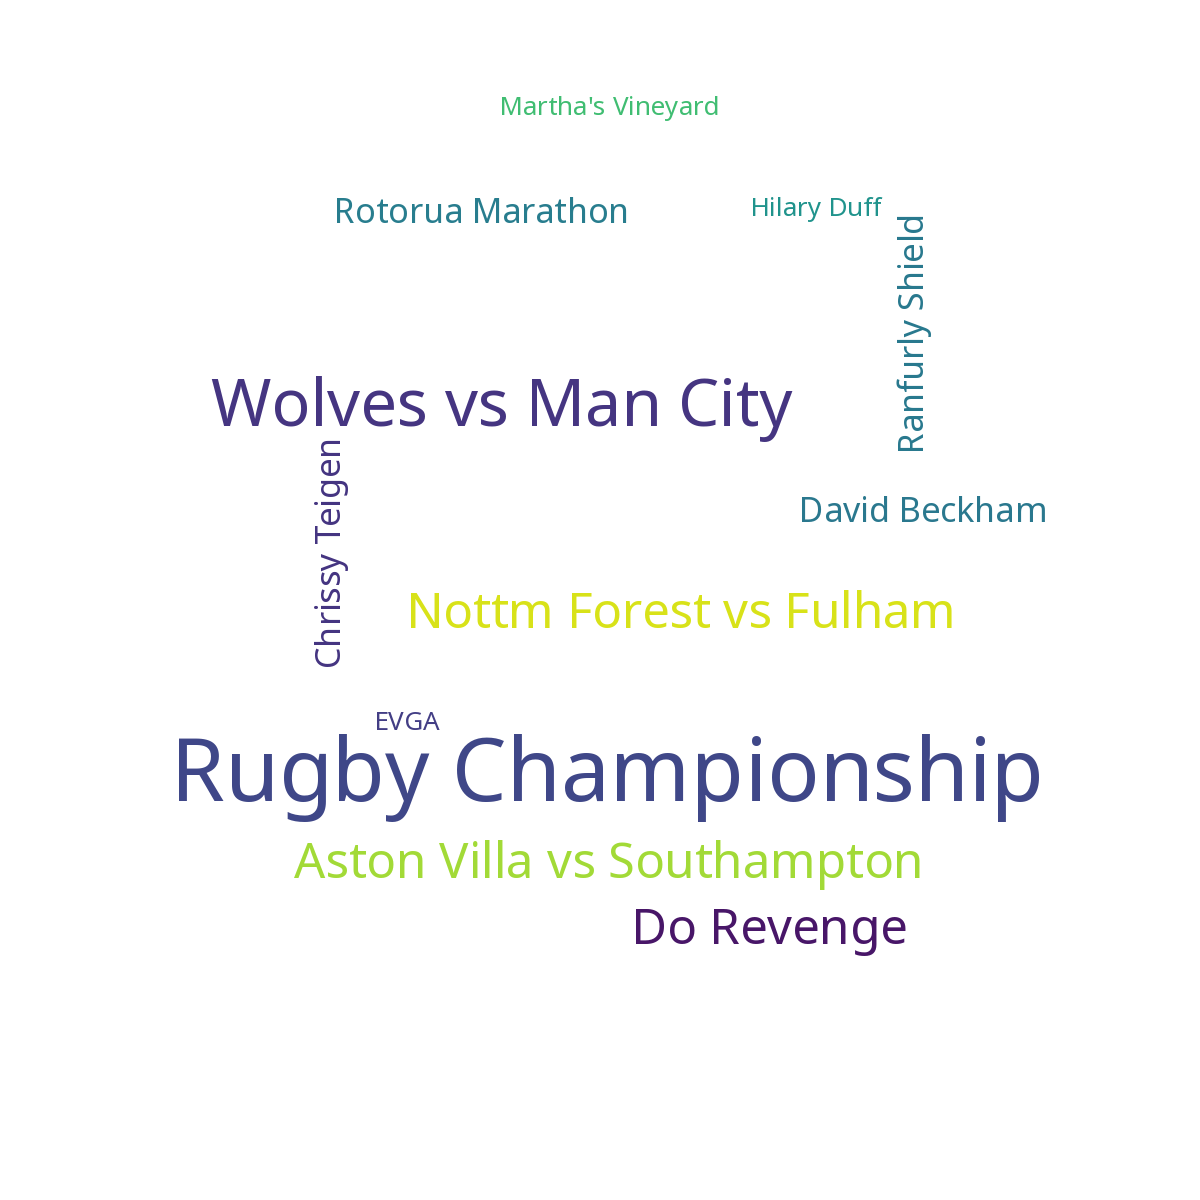 Martha's Vineyard
Rotorua Marathon
Hilary Duff
Ranfurly Shield
Wolves vs Man City
Chrissy Teigen
David Beckham
Nottm Forest vs Fulham
EVGA
Rugby Championship
Aston Villa vs Southampton
Do Revenge